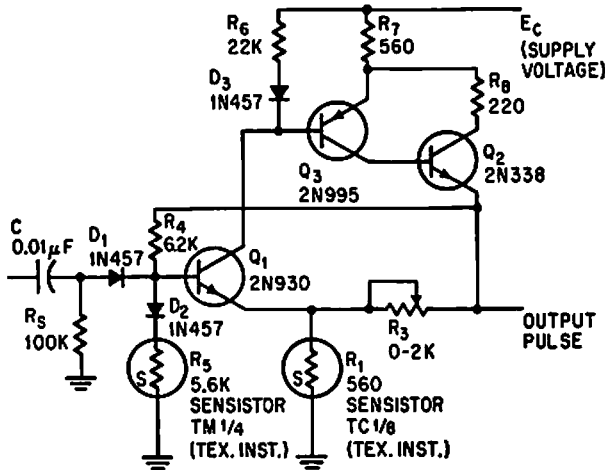 R6
22K
R7
560
EC
(SUPPLY
VOLTAGE)
D3
1N457
R8
220
Q3
2N995
Q2
2N338
C
0.01μF
D1
1N457
R4
6.2K
Q1
2N930
RS
100K
D2
1N457
R3
0-2K
OUTPUT
PULSE
S
R5
5.6K
SENSISTOR
TM 1/4
(TEX. INST.)
S
R1
560
SENSISTOR
TC 1/8
(TEX. INST.)